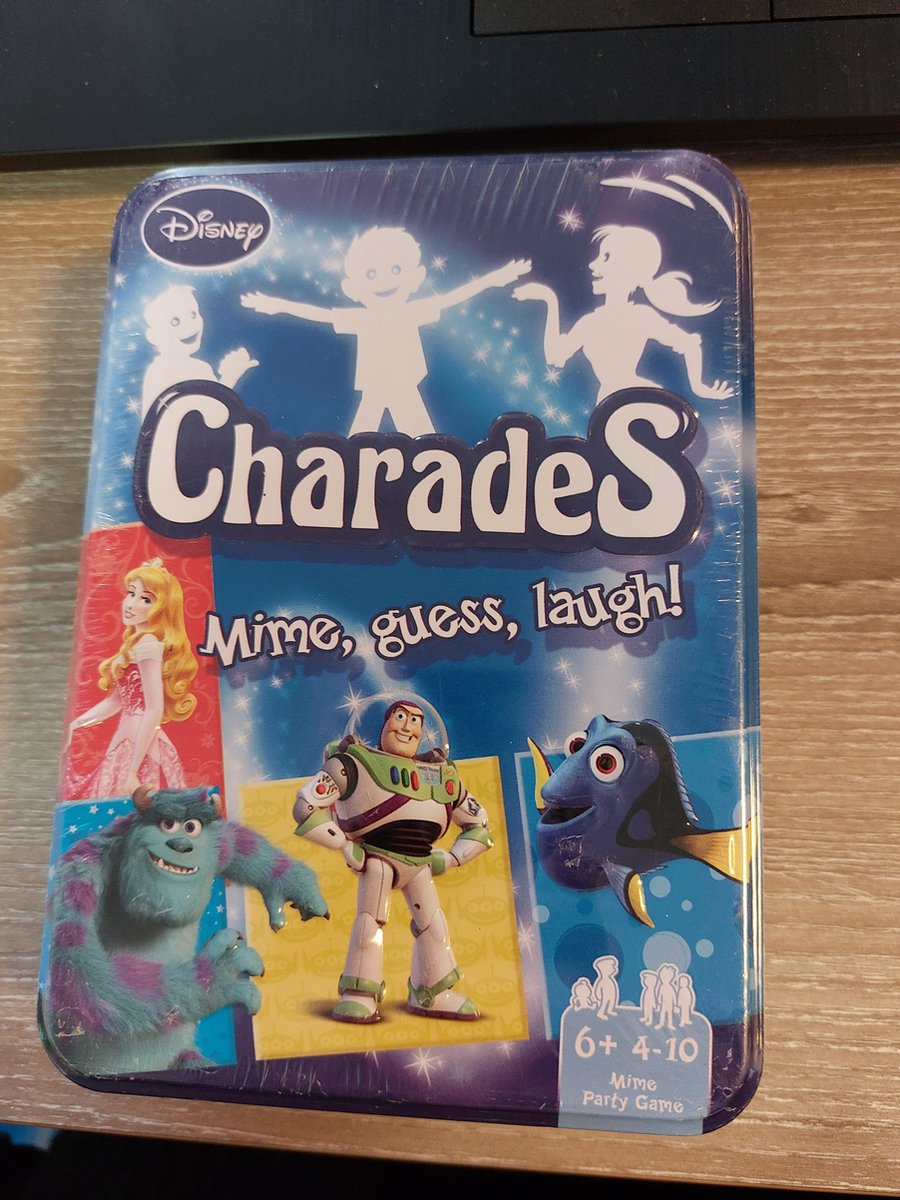 Disney
Charades
Mime, guess, laugh!
6+ 4-10
Mime
Party Game